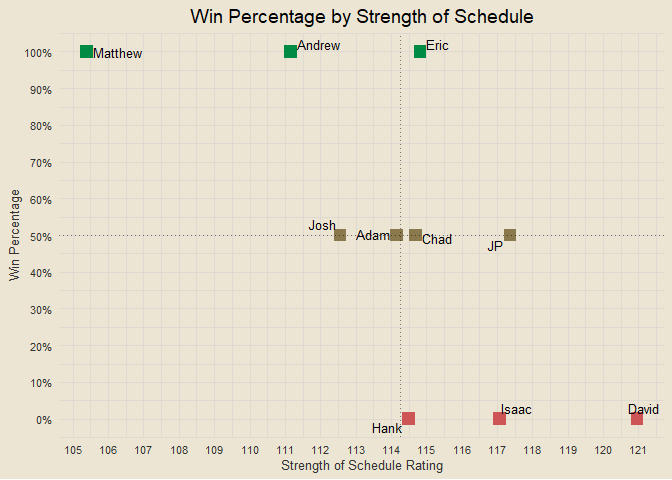 Win Percentage by Strength of Schedule
100%
90%
80%
70%
60%
50%
40%
30%
20%
10%
0%
Win Percentage
Matthew
Andrew
Eric
Josh
Adam
Chad
JP
Isaac
David
Hank
105 106 107 108 109 110 111 112 113 114 115 116 117 118 119 120 121
Strength of Schedule Rating